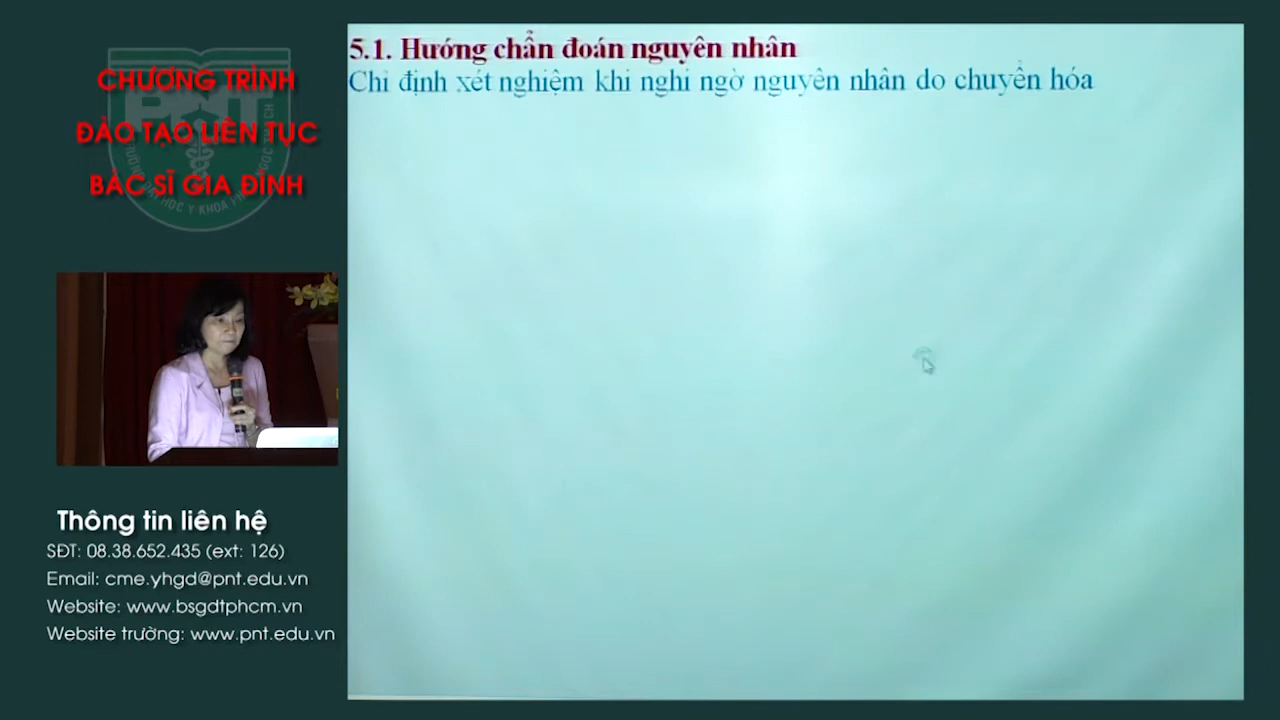 CHƯƠNG TRÌNH
ĐÀO TẠO LIÊN TỤC
BÁC SĨ GIA ĐÌNH
PNT
5.1. Hướng chẩn đoán nguyên nhân
Chỉ định xét nghiệm khi nghi ngờ nguyên nhân do chuyển hóa
Thông tin liên hệ
SĐT: 08.38.652.435 (ext: 126)
Email: cme.yhgd@pnt.edu.vn
Website: www.bsgdtphcm.vn
Website trường: www.pnt.edu.vn